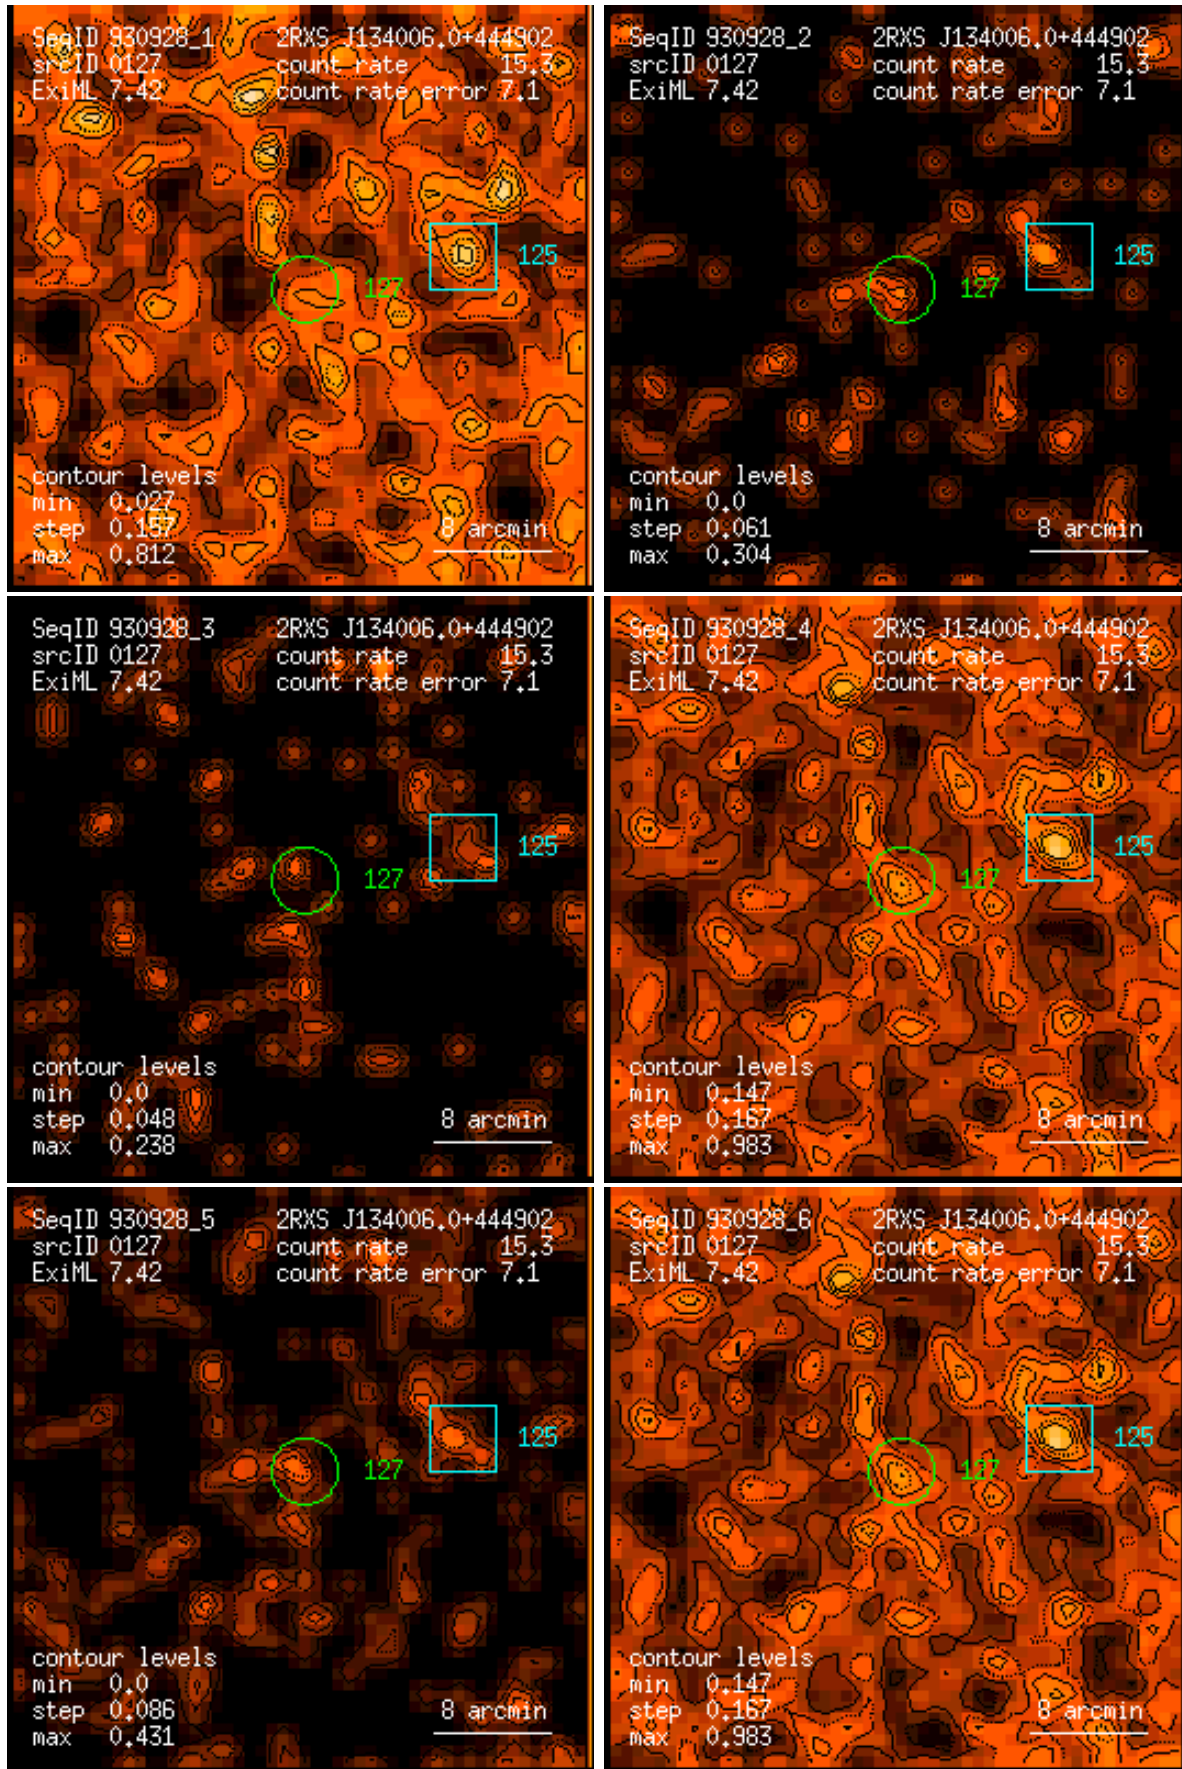 SeqID 930928_1 2RXS J134006.0+444902
srcID 0127 count rate 15.3
ExiML 7.42 count rate error 7.1
125
127
contour levels
min 0.027
step 0.157
max 0.812
8 arcmin
SeqID 930928_2 2RXS J134006.0+444902
srcID 0127 count rate 15.3
ExiML 7.42 count rate error 7.1
125
127
contour levels
min 0.0
step 0.061
max 0.304
8 arcmin
SeqID 930928_3 2RXS J134006.0+444902
srcID 0127 count rate 15.3
ExiML 7.42 count rate error 7.1
125
127
contour levels
min 0.0
step 0.048
max 0.238
8 arcmin
SeqID 930928_4 2RXS J134006.0+444902
srcID 0127 count rate 15.3
ExiML 7.42 count rate error 7.1
125
127
contour levels
min 0.147
step 0.167
max 0.983
8 arcmin
SeqID 930928_5 2RXS J134006.0+444902
srcID 0127 count rate 15.3
ExiML 7.42 count rate error 7.1
125
127
contour levels
min 0.0
step 0.086
max 0.431
8 arcmin
SeqID 930928_6 2RXS J134006.0+444902
srcID 0127 count rate 15.3
ExiML 7.42 count rate error 7.1
125
127
contour levels
min 0.147
step 0.167
max 0.983
8 arcmin